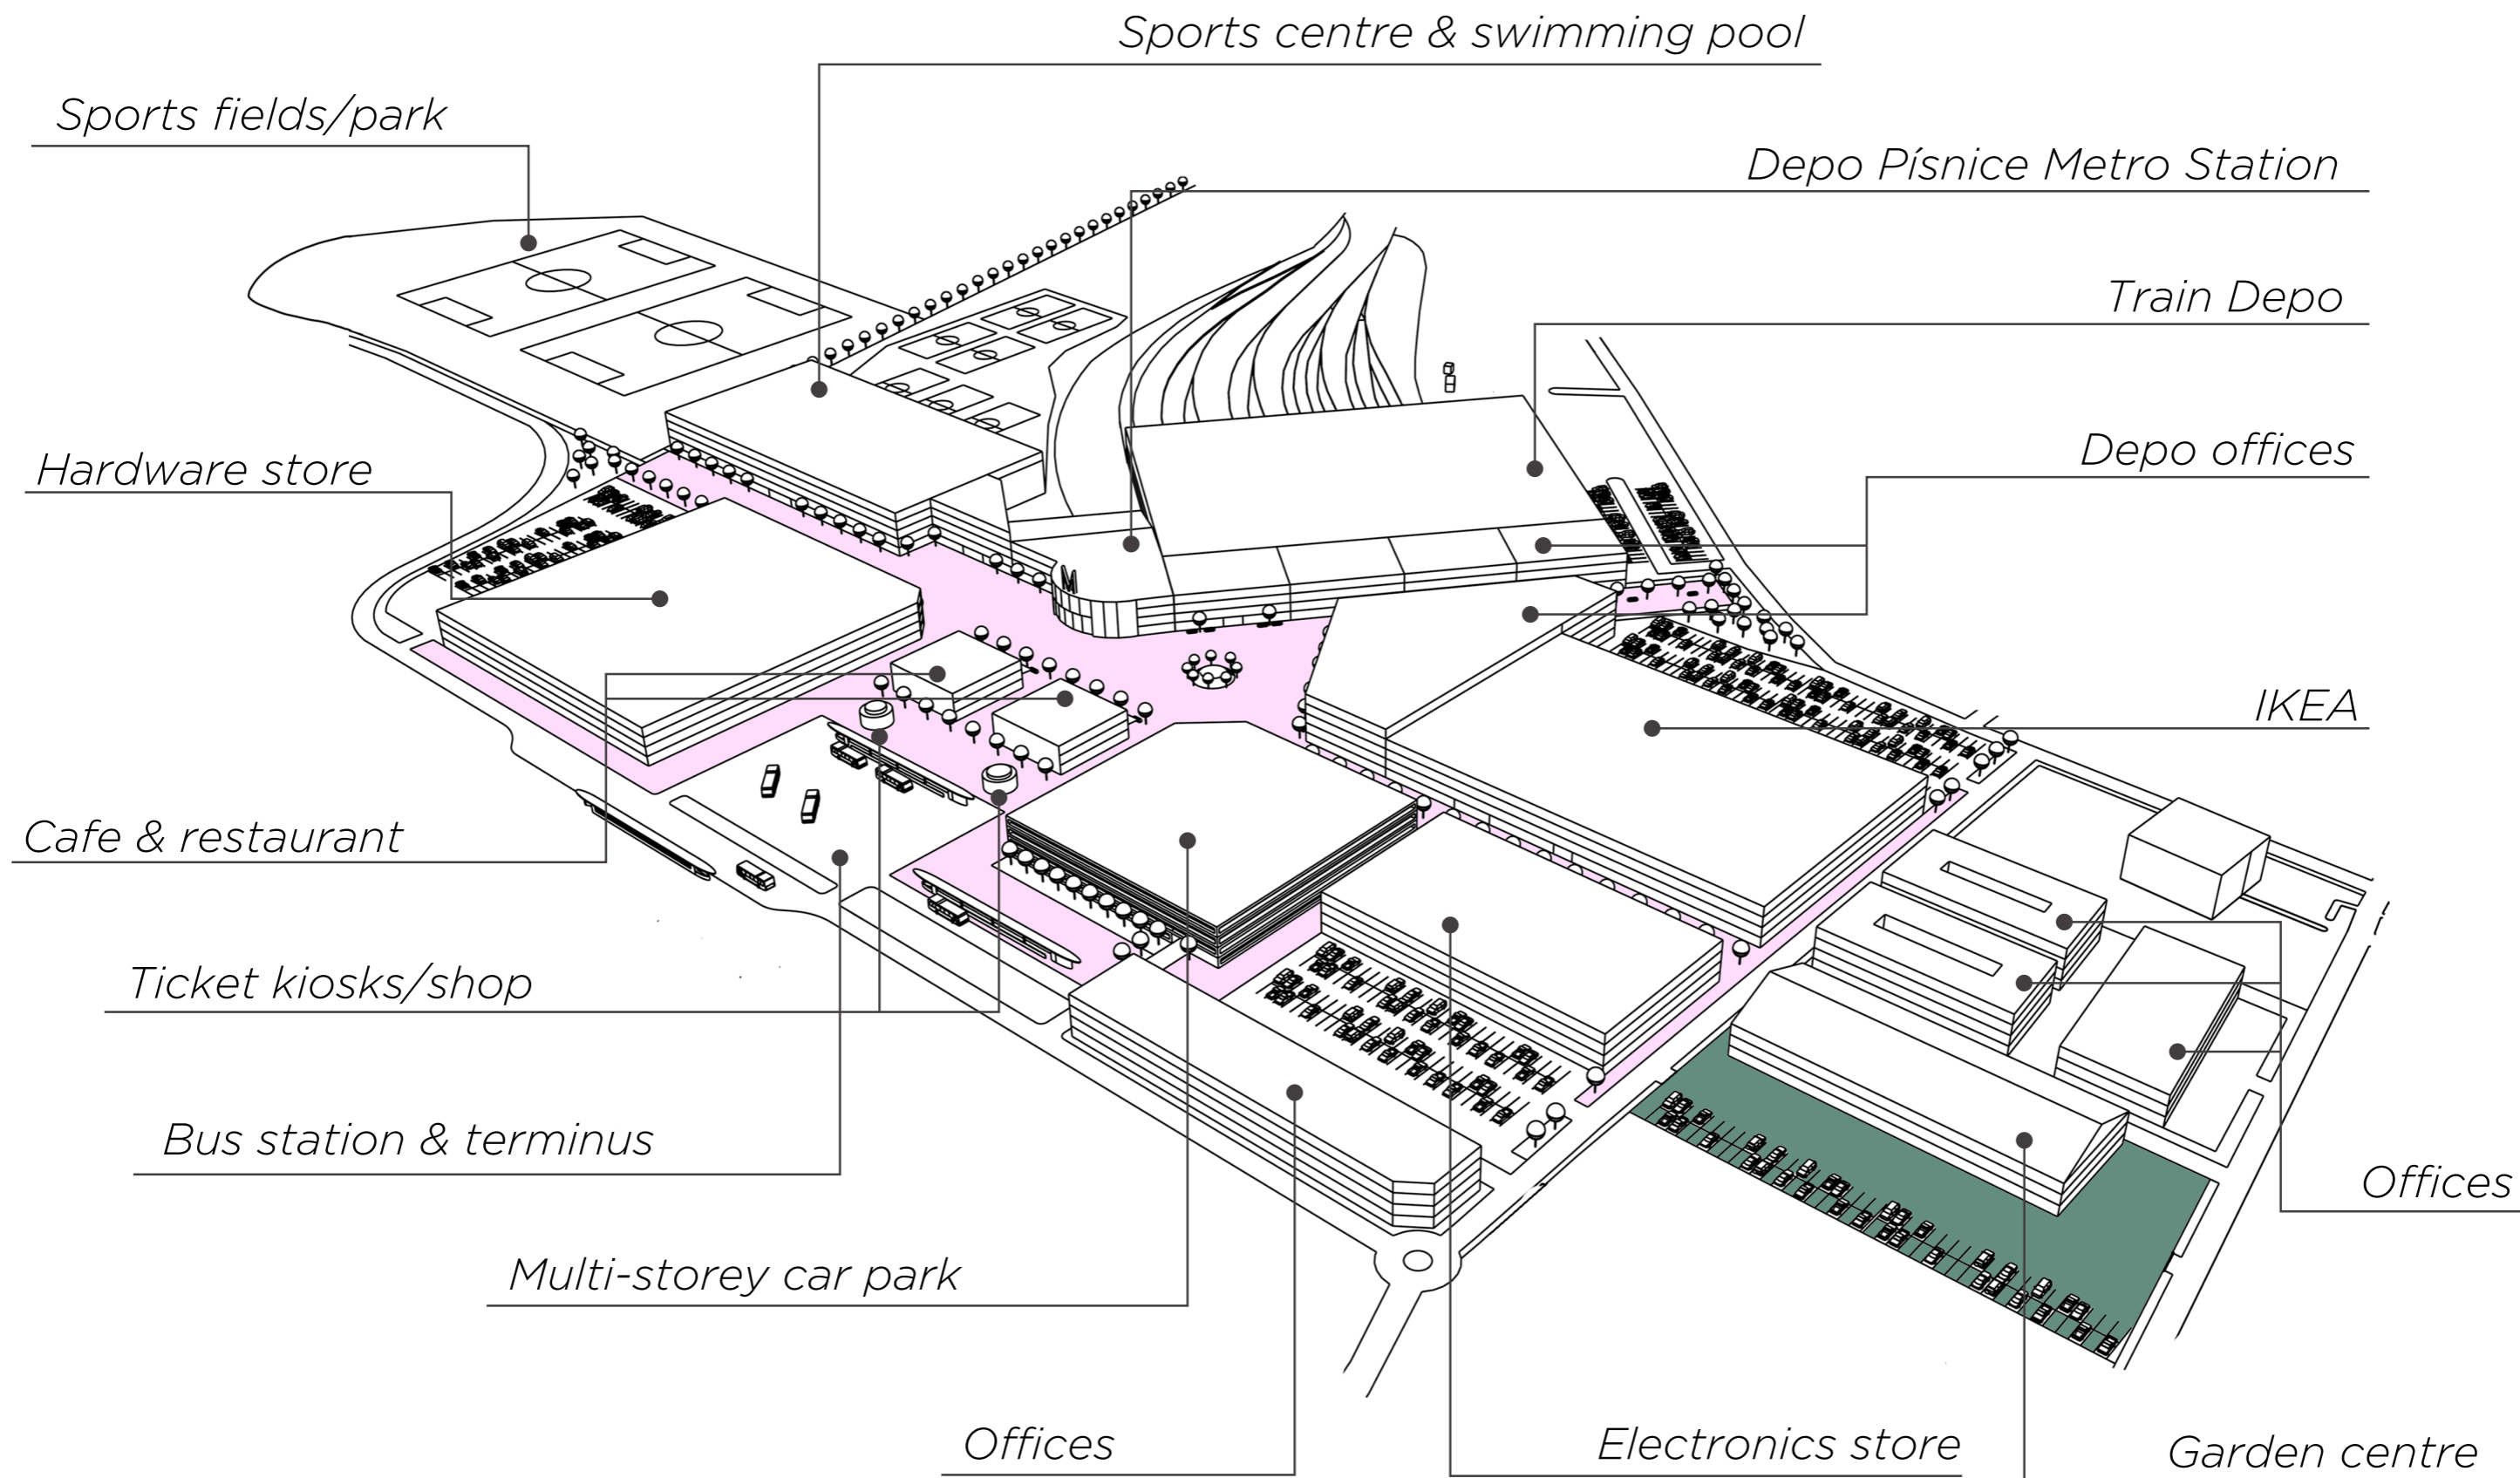 Sports centre & swimming pool
Sports fields/park
Depo Písnice Metro Station
Train Depo
Depo offices
Hardware store
M
IKEA
Cafe & restaurant
Ticket kiosks/shop
Bus station & terminus
Offices
Multi-storey car park
Offices
Electronics store
Garden centre